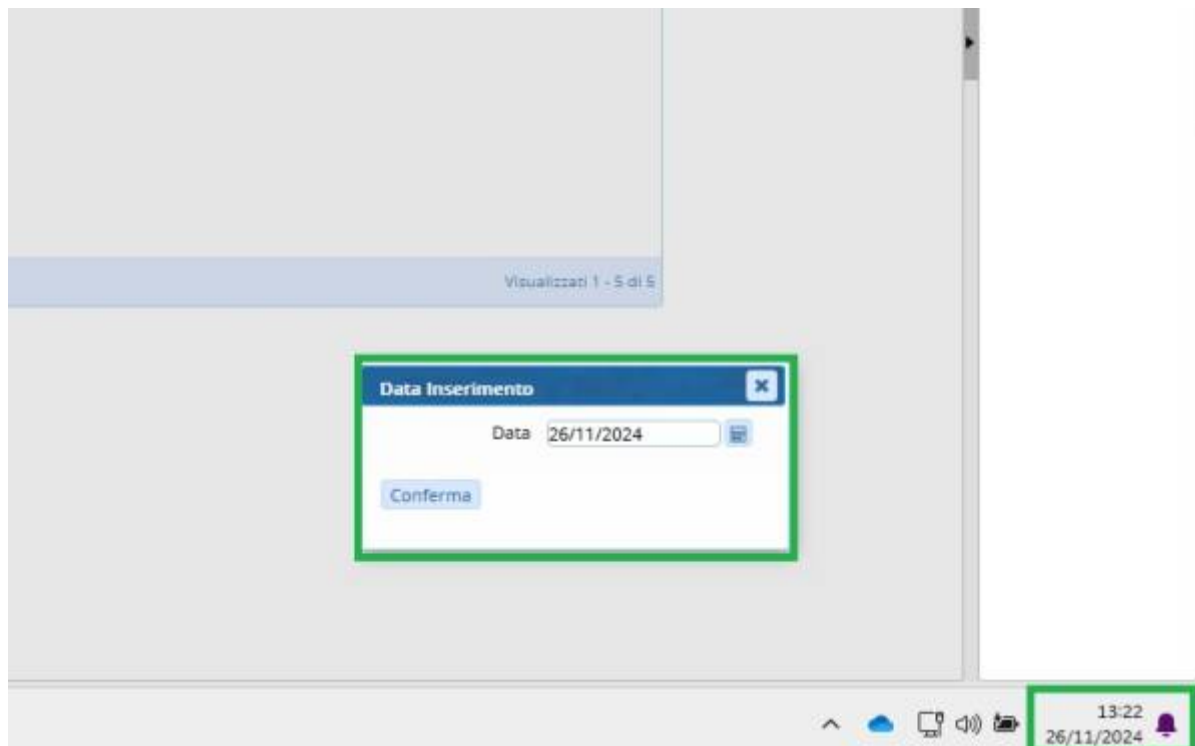 Visualizzati 1 - 5 di 5
Data Inserimento
Data 26/11/2024
Conferma
13:22
26/11/2024